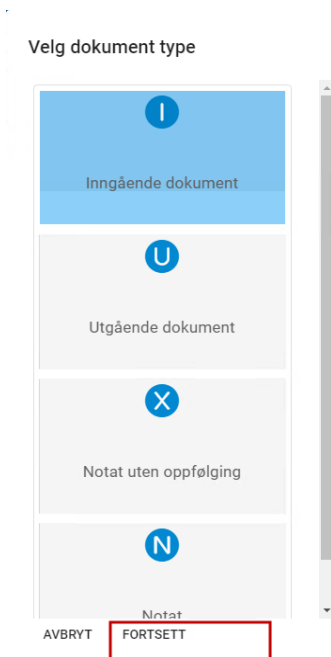 Velg dokument type
I
Inngående dokument
U
Utgående dokument
X
Notat uten oppfølging
N
Notat
AVBRYT FORTSETT